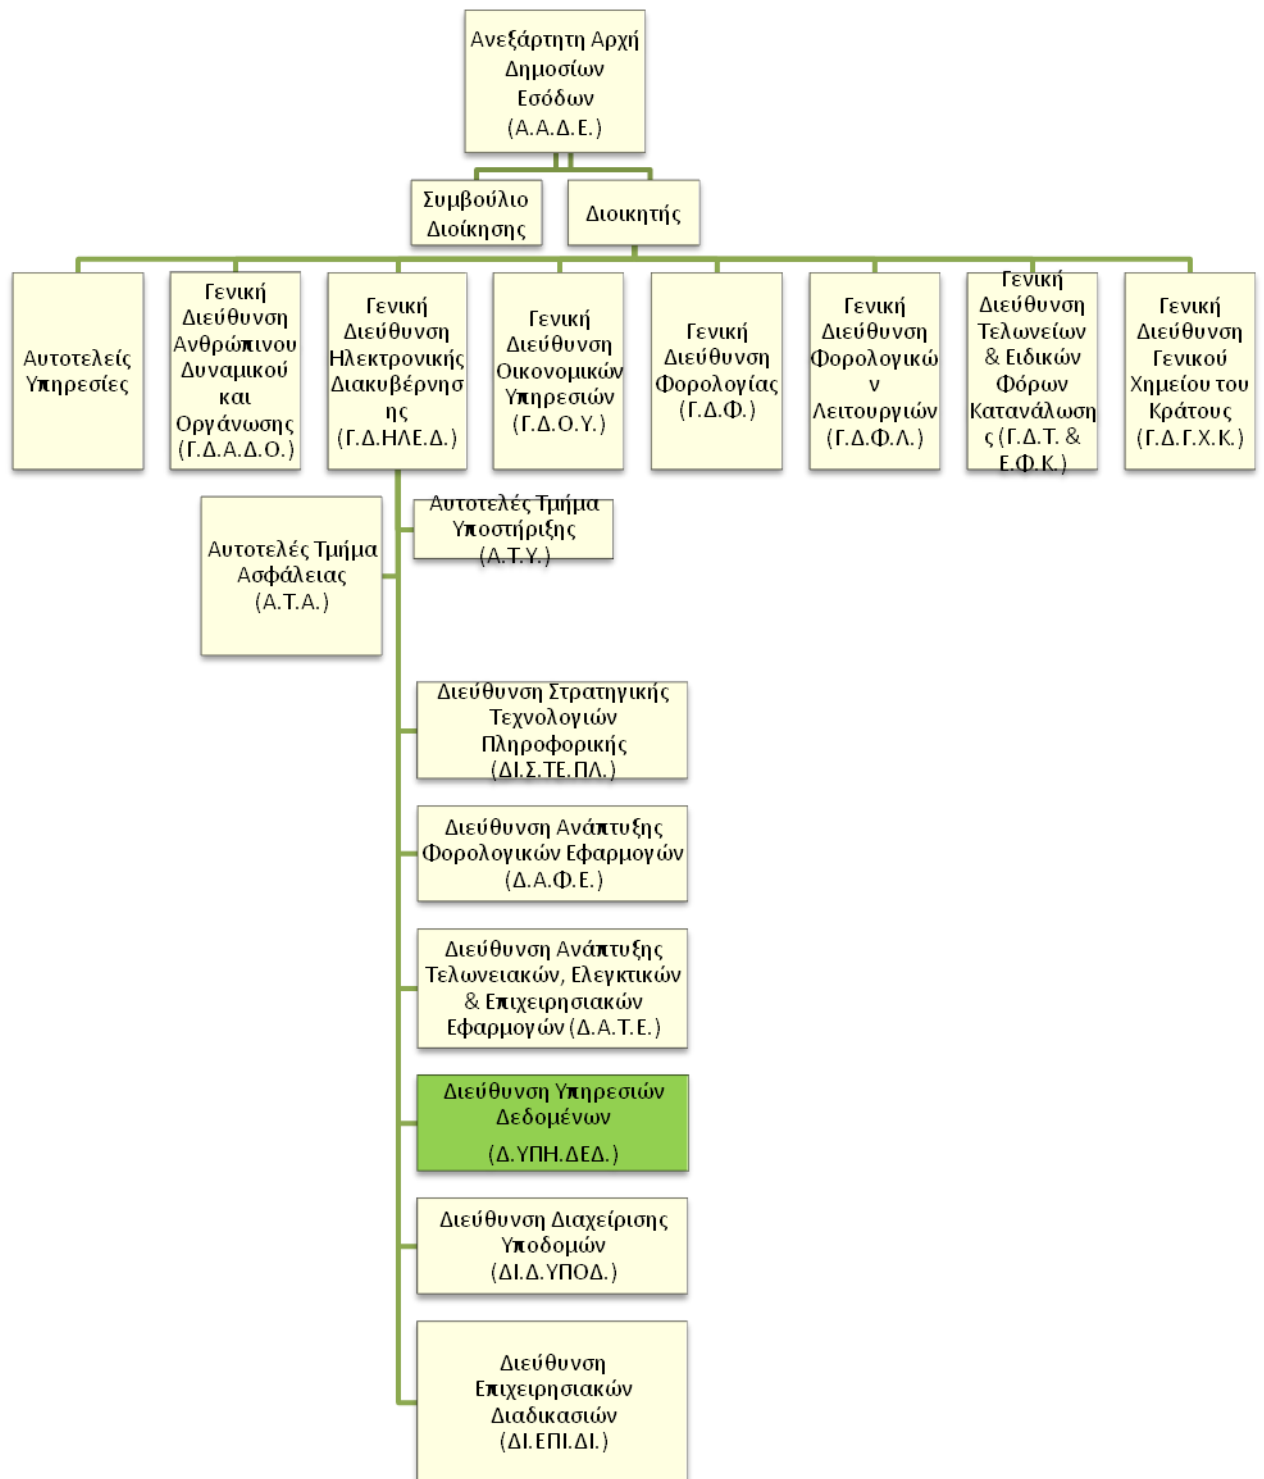 Ανεξάρτητη Αρχή
Δημοσίων
Εσόδων
(Α.Α.Δ.Ε.)
Συμβούλιο
Διοίκησης
Διοικητής
Αυτοτελείς
Υπηρεσίες
Γενική
Διεύθυνση
Ανθρώπινου
Δυναμικού
και
Οργάνωσης
(Γ.Δ.Α.Δ.Ο.)
Γενική
Διεύθυνση
Ηλεκτρονικής
Διακυβέρνησ
ης
(Γ.Δ.ΗΛΕ.Δ.)
Γενική
Διεύθυνση
Οικονομικών
Υπηρεσιών
(Γ.Δ.Ο.Υ.)
Γενική
Διεύθυνση
Φορολογίας
(Γ.Δ.Φ.)
Γενική
Διεύθυνση
Φορολογικώ
ν
Λειτουργιών
(Γ.Δ.Φ.Λ.)
Γενική
Διεύθυνση
Τελωνείων
& Ειδικών
Φόρων
Κατανάλωση
ς (Γ.Δ.Τ. &
Ε.Φ.Κ.)
Γενική
Διεύθυνση
Γενικού
Χημείου του
Κράτους
(Γ.Δ.Γ.Χ.Κ.)
Αυτοτελές Τμήμα
Υποστήριξης
(Α.Τ.Υ.)
Αυτοτελές Τμήμα
Ασφάλειας
(Α.Τ.Α.)
Διεύθυνση Στρατηγικής
Τεχνολογιών
Πληροφορικής
(ΔΙ.Σ.ΤΕ.ΠΛ.)
Διεύθυνση Ανάπτυξης
Φορολογικών Εφαρμογών
(Δ.Α.Φ.Ε.)
Διεύθυνση Ανάπτυξης
Τελωνειακών, Ελεγκτικών
& Επιχειρησιακών
Εφαρμογών (Δ.Α.Τ.Ε.)
Διεύθυνση Υπηρεσιών
Δεδομένων
(Δ.ΥΠΗ.ΔΕΔ.)
Διεύθυνση Διαχείρισης
Υποδομών
(ΔΙ.Δ.ΥΠΟΔ.)
Διεύθυνση
Επιχειρησιακών
Διαδικασιών
(ΔΙ.ΕΠΙ.ΔΙ.)